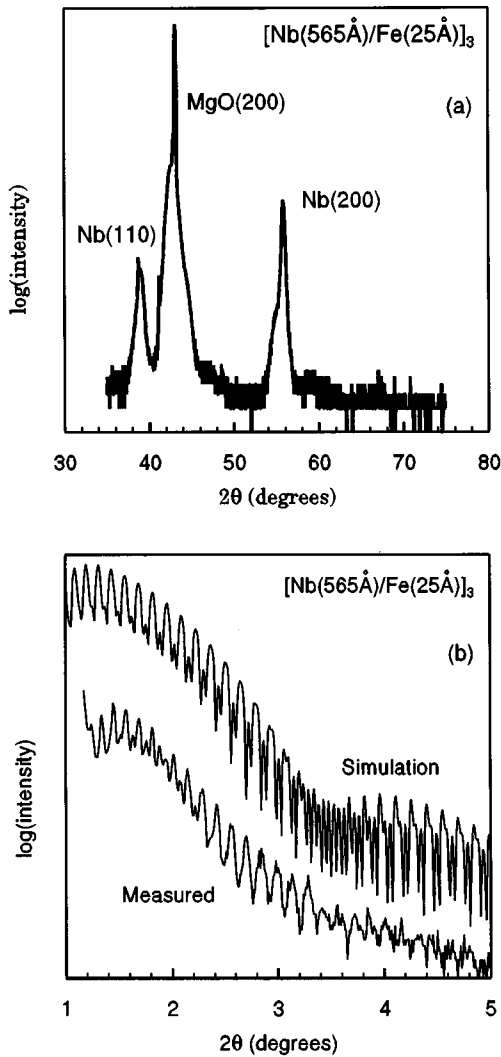 [Nb(565Å)/Fe(25Å)]₃
(a)
MgO(200)
Nb(110)
Nb(200)
log(intensity)
30 40 50 60 70 80
2θ (degrees)
[Nb(565Å)/Fe(25Å)]₃
(b)
Simulation
Measured
log(intensity)
1 2 3 4 5
2θ (degrees)